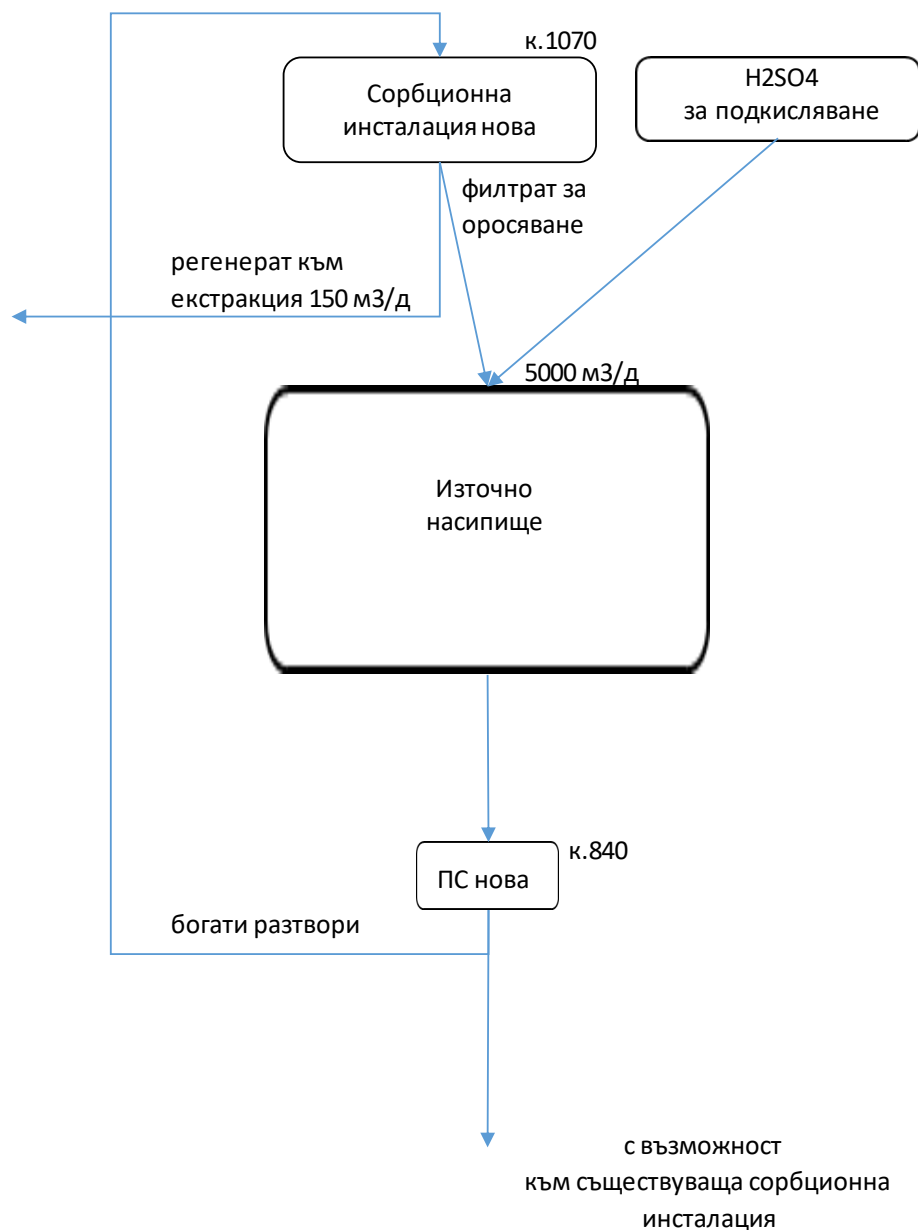 к.1070
Сорбционна
инсталация нова
H2SO4
за подкисляване
филтрат за
оросяване
регенерат към
екстракция 150 м3/д
5000 м3/д
Източно
насипище
к.840
ПС нова
богати разтвори
с възможност
към съществуваща сорбционна
инсталация